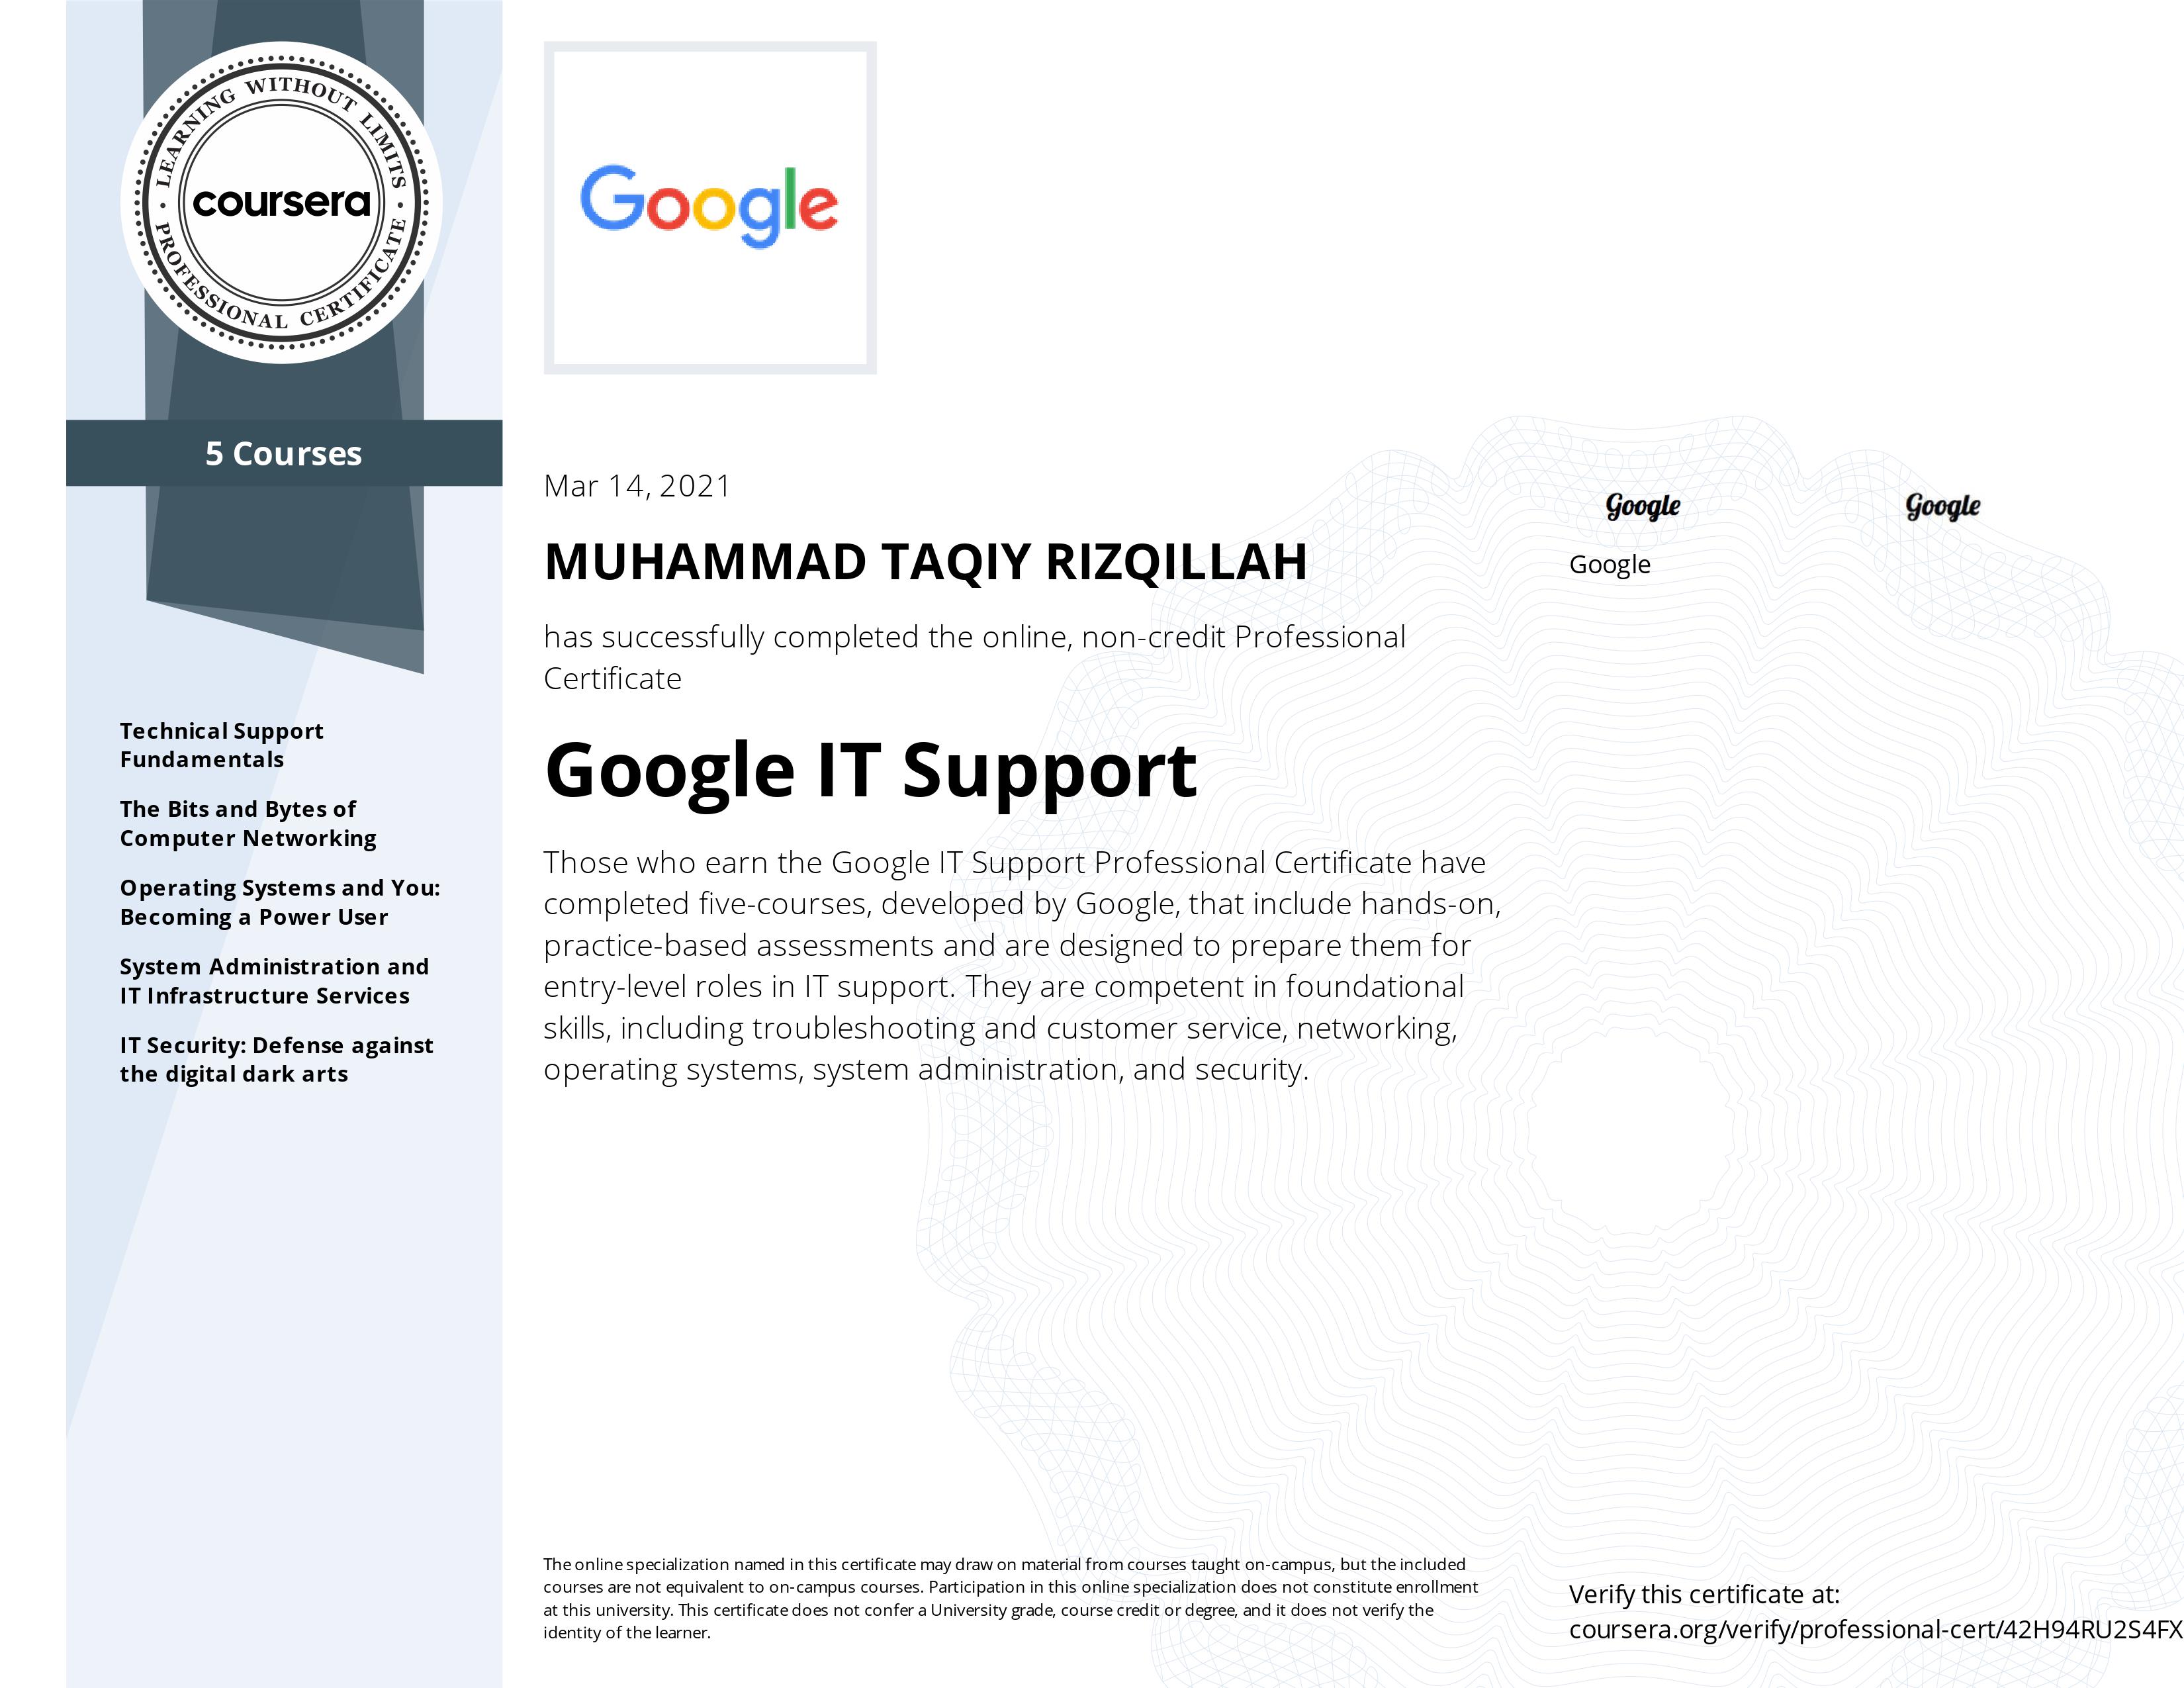 LEARNING WITHOUT LIMITS
coursera
PROFESSIONAL CERTIFICATE
5 Courses
Technical Support
Fundamentals
The Bits and Bytes of
Computer Networking
Operating Systems and You:
Becoming a Power User
System Administration and
IT Infrastructure Services
IT Security: Defense against
the digital dark arts
Google
Mar 14, 2021
MUHAMMAD TAQIY RIZQILLAH
has successfully completed the online, non-credit Professional
Certificate
Google IT Support
Those who earn the Google IT Support Professional Certificate have
completed five-courses, developed by Google, that include hands-on,
practice-based assessments and are designed to prepare them for
entry-level roles in IT support. They are competent in foundational
skills, including troubleshooting and customer service, networking,
operating systems, system administration, and security.
Google
Google
Google
The online specialization named in this certificate may draw on material from courses taught on-campus, but the included
courses are not equivalent to on-campus courses. Participation in this online specialization does not constitute enrollment
at this university. This certificate does not confer a University grade, course credit or degree, and it does not verify the
identity of the learner.
Verify this certificate at:
coursera.org/verify/professional-cert/42H94RU2S4FX